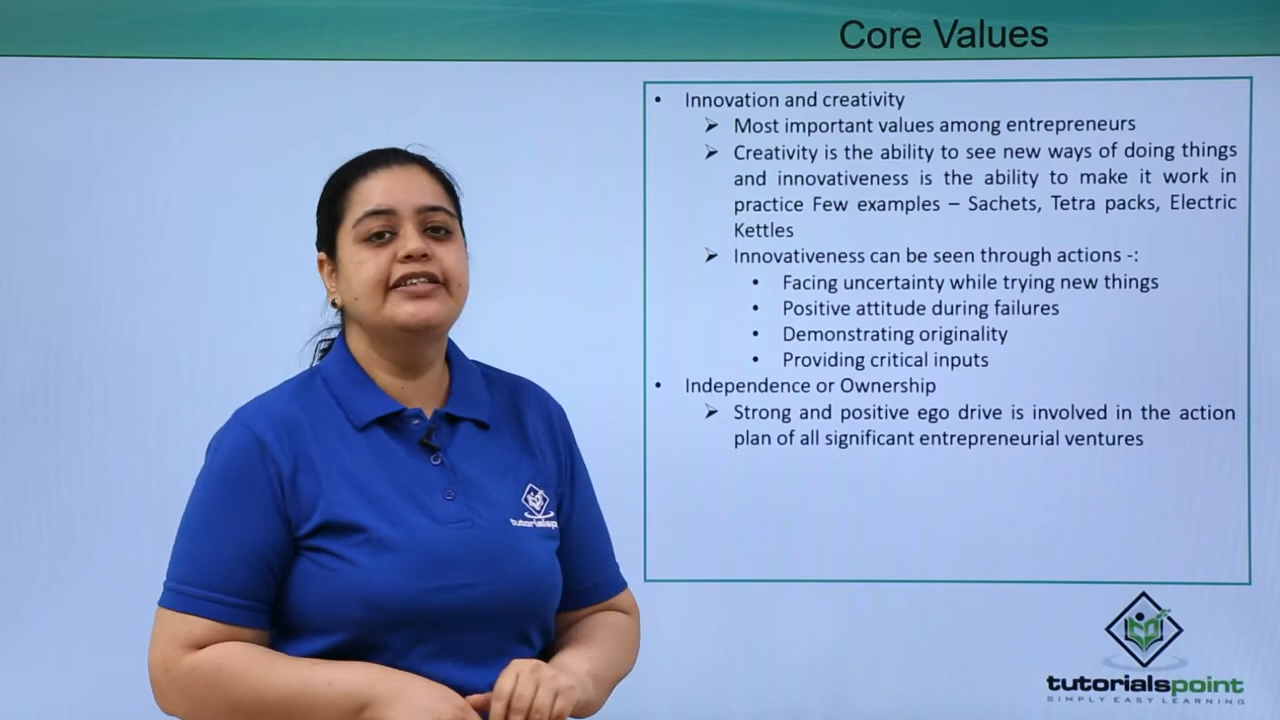 Core Values
• Innovation and creativity
➢ Most important values among entrepreneurs
➢ Creativity is the ability to see new ways of doing things
and innovativeness is the ability to make it work in
practice Few examples – Sachets, Tetra packs, Electric
Kettles
➢ Innovativeness can be seen through actions -:
• Facing uncertainty while trying new things
• Positive attitude during failures
• Demonstrating originality
• Providing critical inputs
• Independence or Ownership
➢ Strong and positive ego drive is involved in the action
plan of all significant entrepreneurial ventures
tutorialsp
tutorialspoint
SIMPLY EASY LEARNING